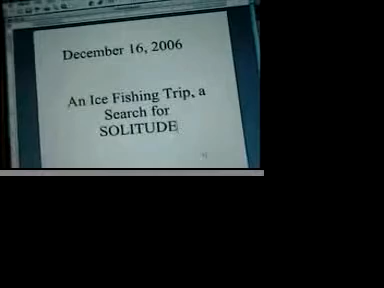 December 16, 2006
An Ice Fishing Trip, a
Search for
SOLITUDE